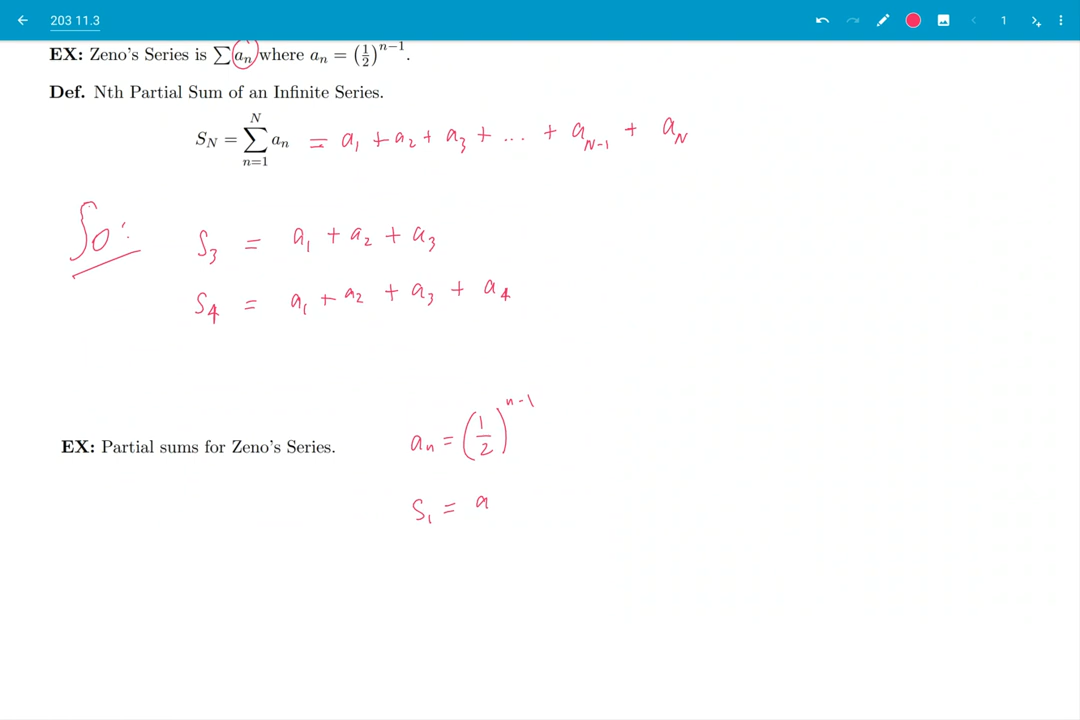 203 11.3
1
EX: Zeno's Series is ∑ aₙ where aₙ = (1/2)^(n−1).
Def. Nth Partial Sum of an Infinite Series.
S_N = ∑_{n=1}^{N} aₙ = a₁ + a₂ + a₃ + ... + a_{N-1} + a_N
So:
S₃ = a₁ + a₂ + a₃
S₄ = a₁ + a₂ + a₃ + a₄
EX: Partial sums for Zeno's Series. aₙ = (1/2)^(n-1)
S₁ = a